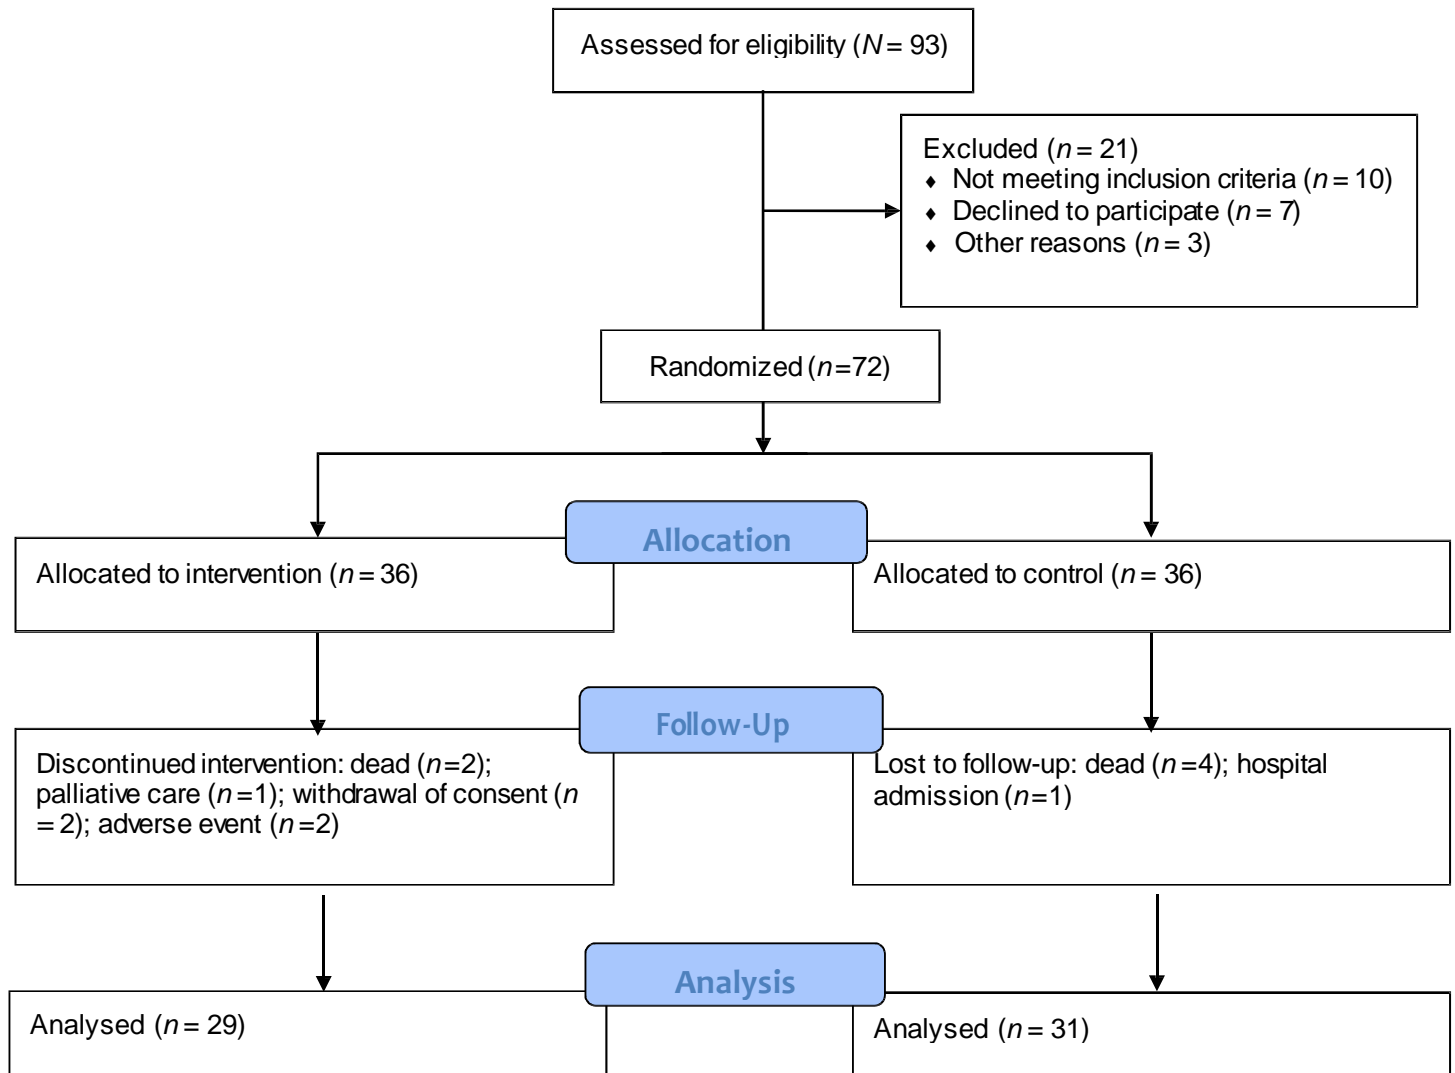 Assessed for eligibility (N = 93)
Excluded (n = 21)
♦ Not meeting inclusion criteria (n = 10)
♦ Declined to participate (n = 7)
♦ Other reasons (n = 3)
Randomized (n=72)
Allocation
Allocated to intervention (n = 36)
Allocated to control (n = 36)
Follow-Up
Discontinued intervention: dead (n=2);
palliative care (n=1); withdrawal of consent (n
= 2); adverse event (n=2)
Lost to follow-up: dead (n=4); hospital
admission (n=1)
Analysis
Analysed (n = 29)
Analysed (n = 31)